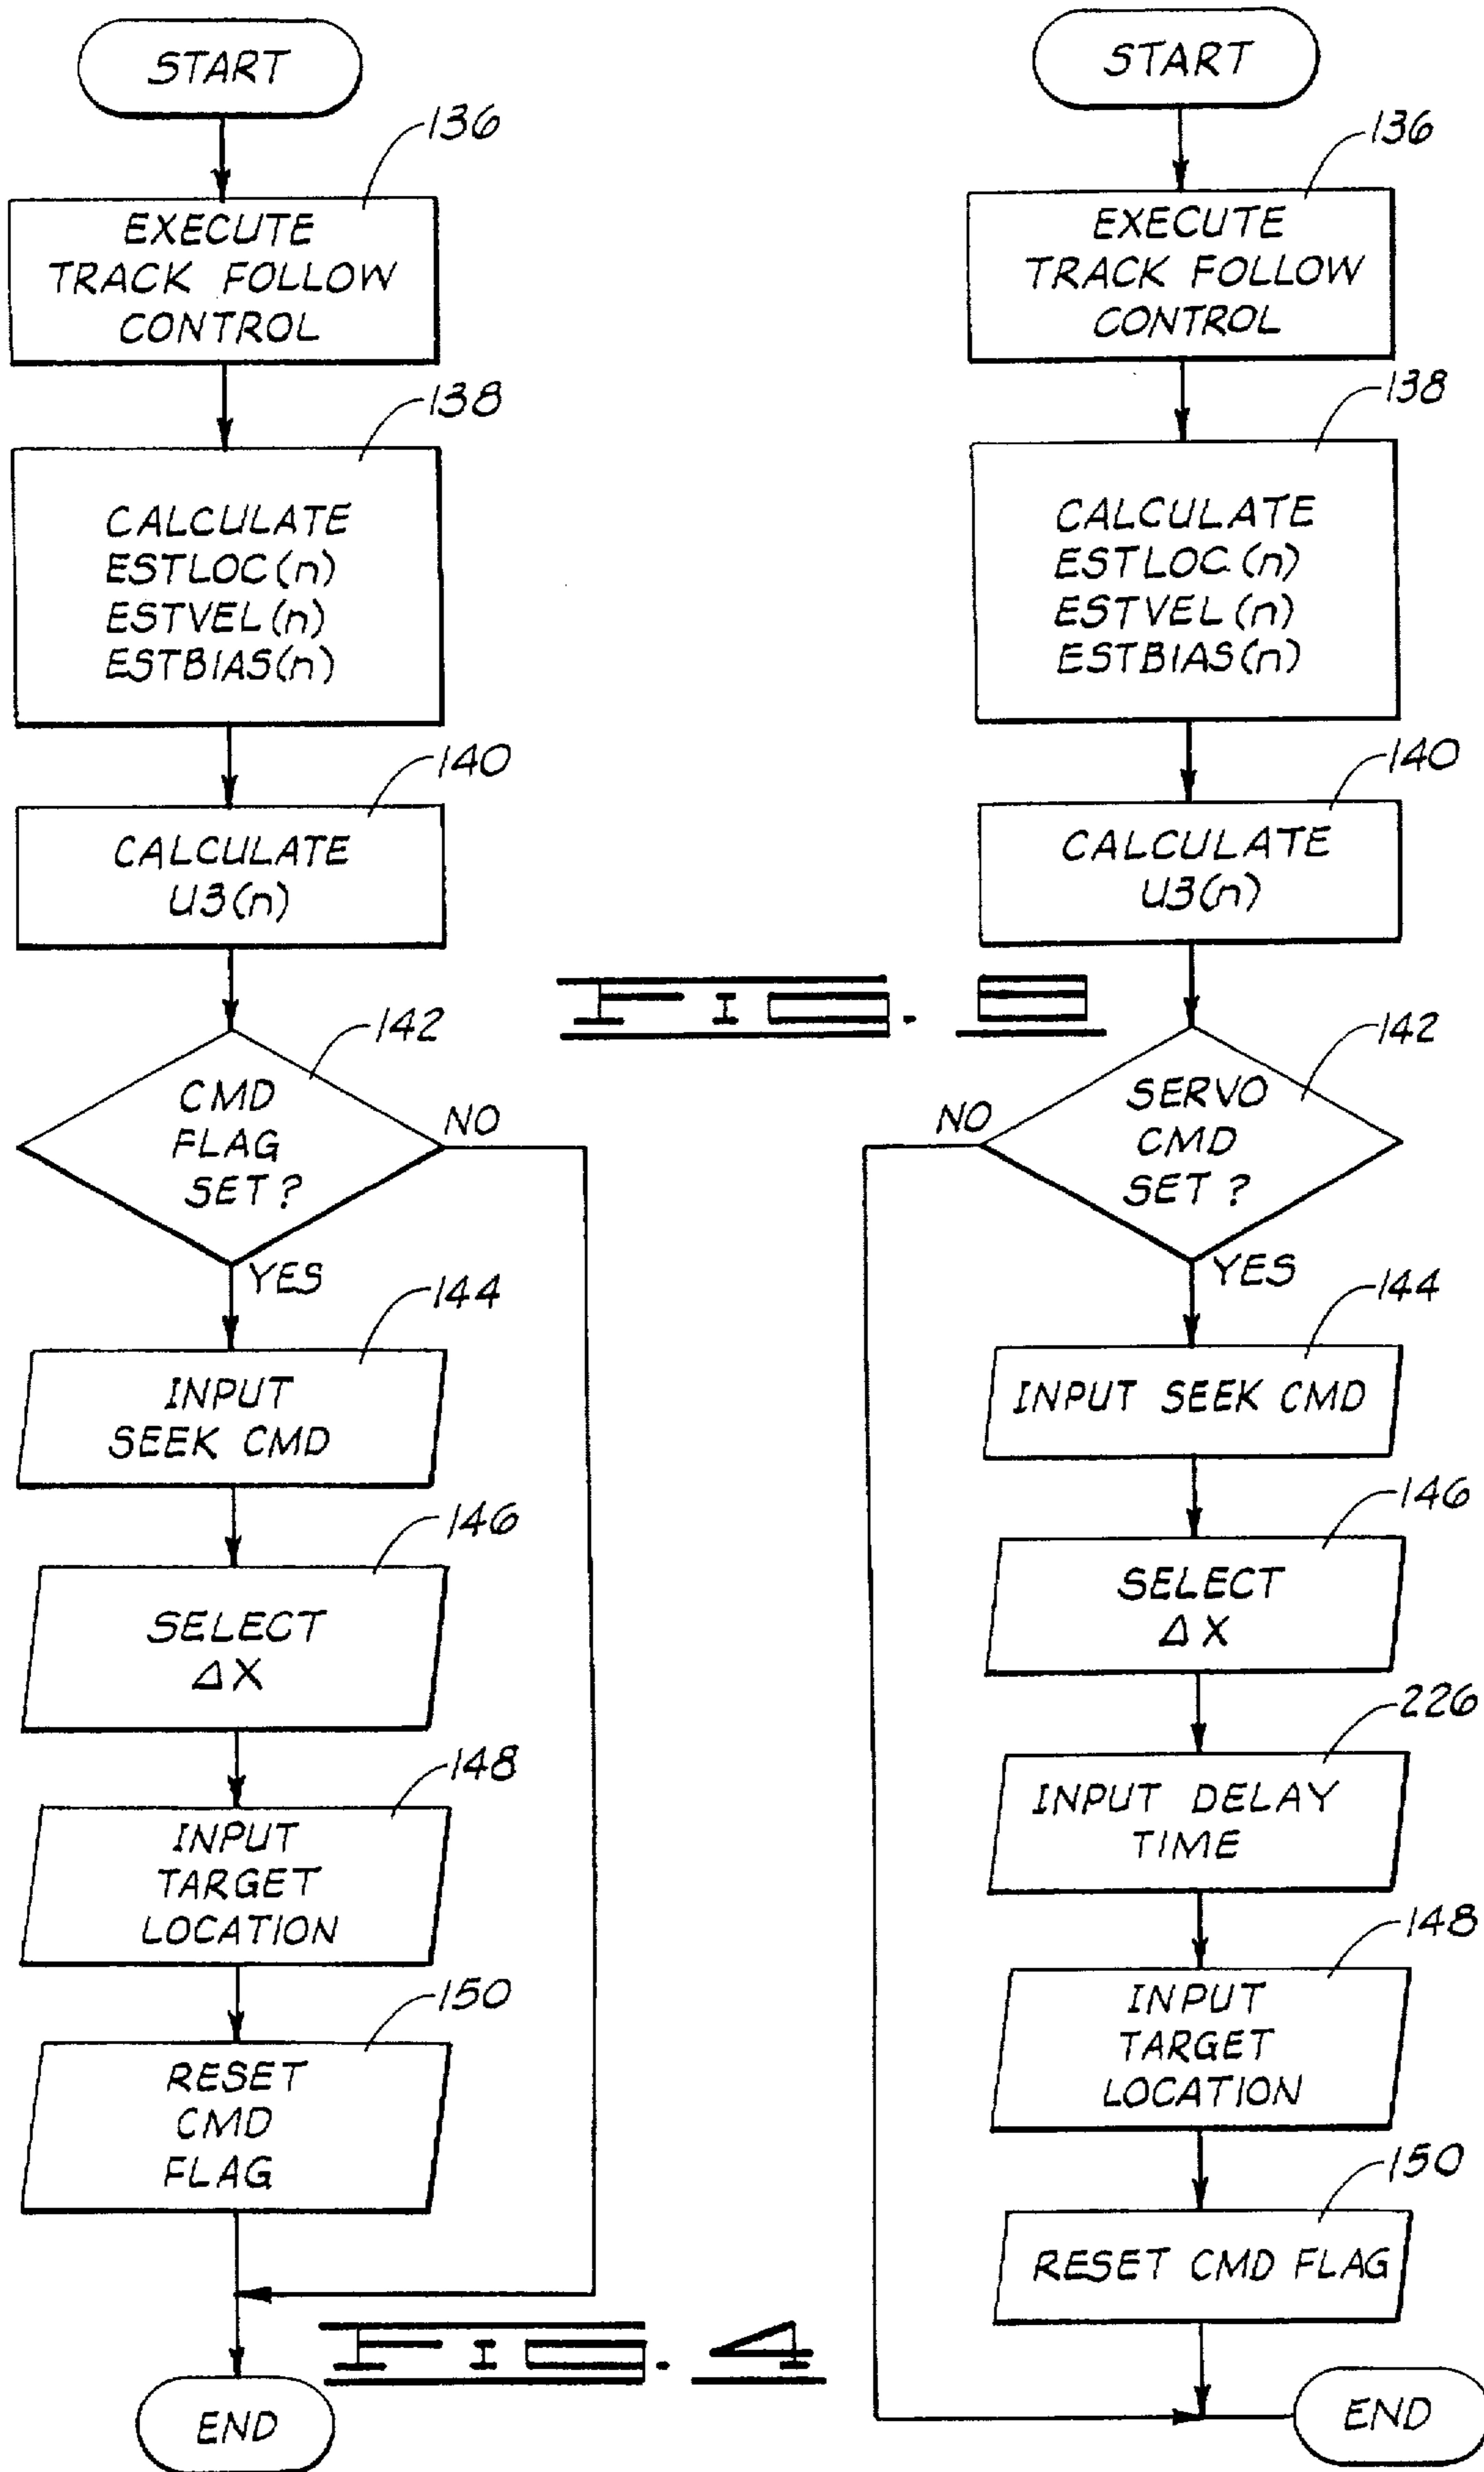 START
136
EXECUTE
TRACK FOLLOW
CONTROL
138
CALCULATE
ESTLOC(n)
ESTVEL(n)
ESTBIAS(n)
140
CALCULATE
U3(n)
142
CMD
FLAG
SET?
NO
YES
144
INPUT
SEEK CMD
146
SELECT
ΔX
148
INPUT
TARGET
LOCATION
150
RESET
CMD
FLAG
END
FIG. 4
START
136
EXECUTE
TRACK FOLLOW
CONTROL
138
CALCULATE
ESTLOC(n)
ESTVEL(n)
ESTBIAS(n)
140
CALCULATE
U3(n)
FIG. 8
142
SERVO
CMD
SET?
NO
YES
144
INPUT SEEK CMD
146
SELECT
ΔX
226
INPUT DELAY
TIME
148
INPUT
TARGET
LOCATION
150
RESET CMD FLAG
END